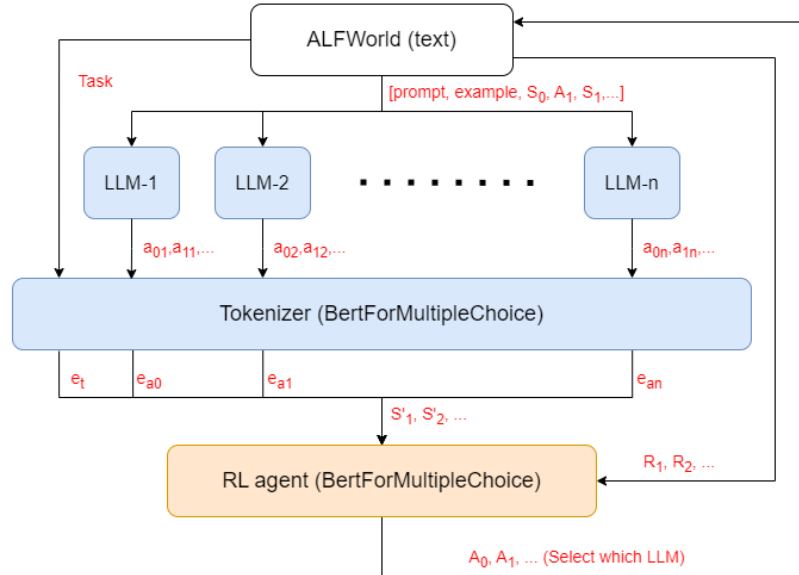 ALFWorld (text)
Task
[prompt, example, S₀, A₁, S₁,...]
LLM-1
LLM-2
LLM-n
a₀₁,a₁₁,...
a₀₂,a₁₂,...
a₀ₙ,a₁ₙ,...
Tokenizer (BertForMultipleChoice)
eₜ
eₐ₀
eₐ₁
eₐₙ
S'₁, S'₂, ...
RL agent (BertForMultipleChoice)
R₁, R₂, ...
A₀, A₁, ... (Select which LLM)